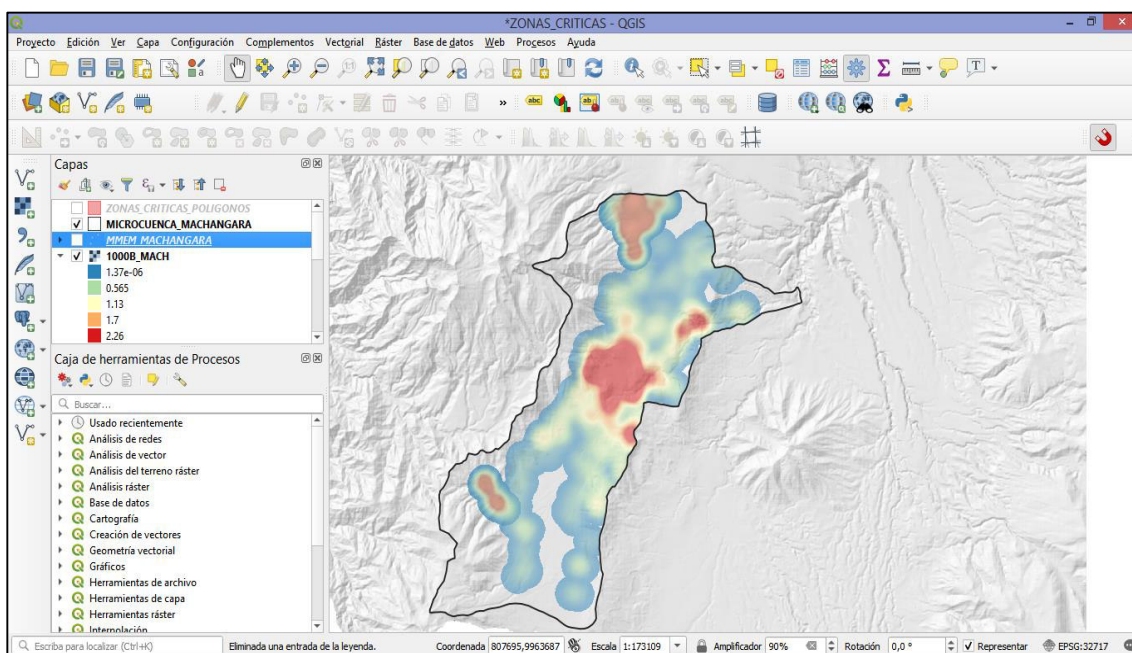 *ZONAS_CRITICAS - QGIS
Proyecto Edición Ver Capa Configuración Complementos Vectorial Ráster Base de datos Web Procesos Ayuda
abc abc
Capas
ZONAS_CRITICAS_POLIGONOS
MICROCUENCA_MACHANGARA
MMEM_MACHANGARA
1000B_MACH
1.37e-06
0.565
1.13
1.7
2.26
Caja de herramientas de Procesos
Buscar...
Usado recientemente
Análisis de redes
Análisis de vector
Análisis del terreno ráster
Análisis ráster
Base de datos
Cartografía
Creación de vectores
Geometría vectorial
Gráficos
Herramientas de archivo
Herramientas de capa
Herramientas ráster
Interpolación
Escriba para localizar (Ctrl+K) Eliminada una entrada de la leyenda. Coordenada 807695,9963687 Escala 1:173109 Amplificador 90% Rotación 0,0 ° Representar EPSG:32717